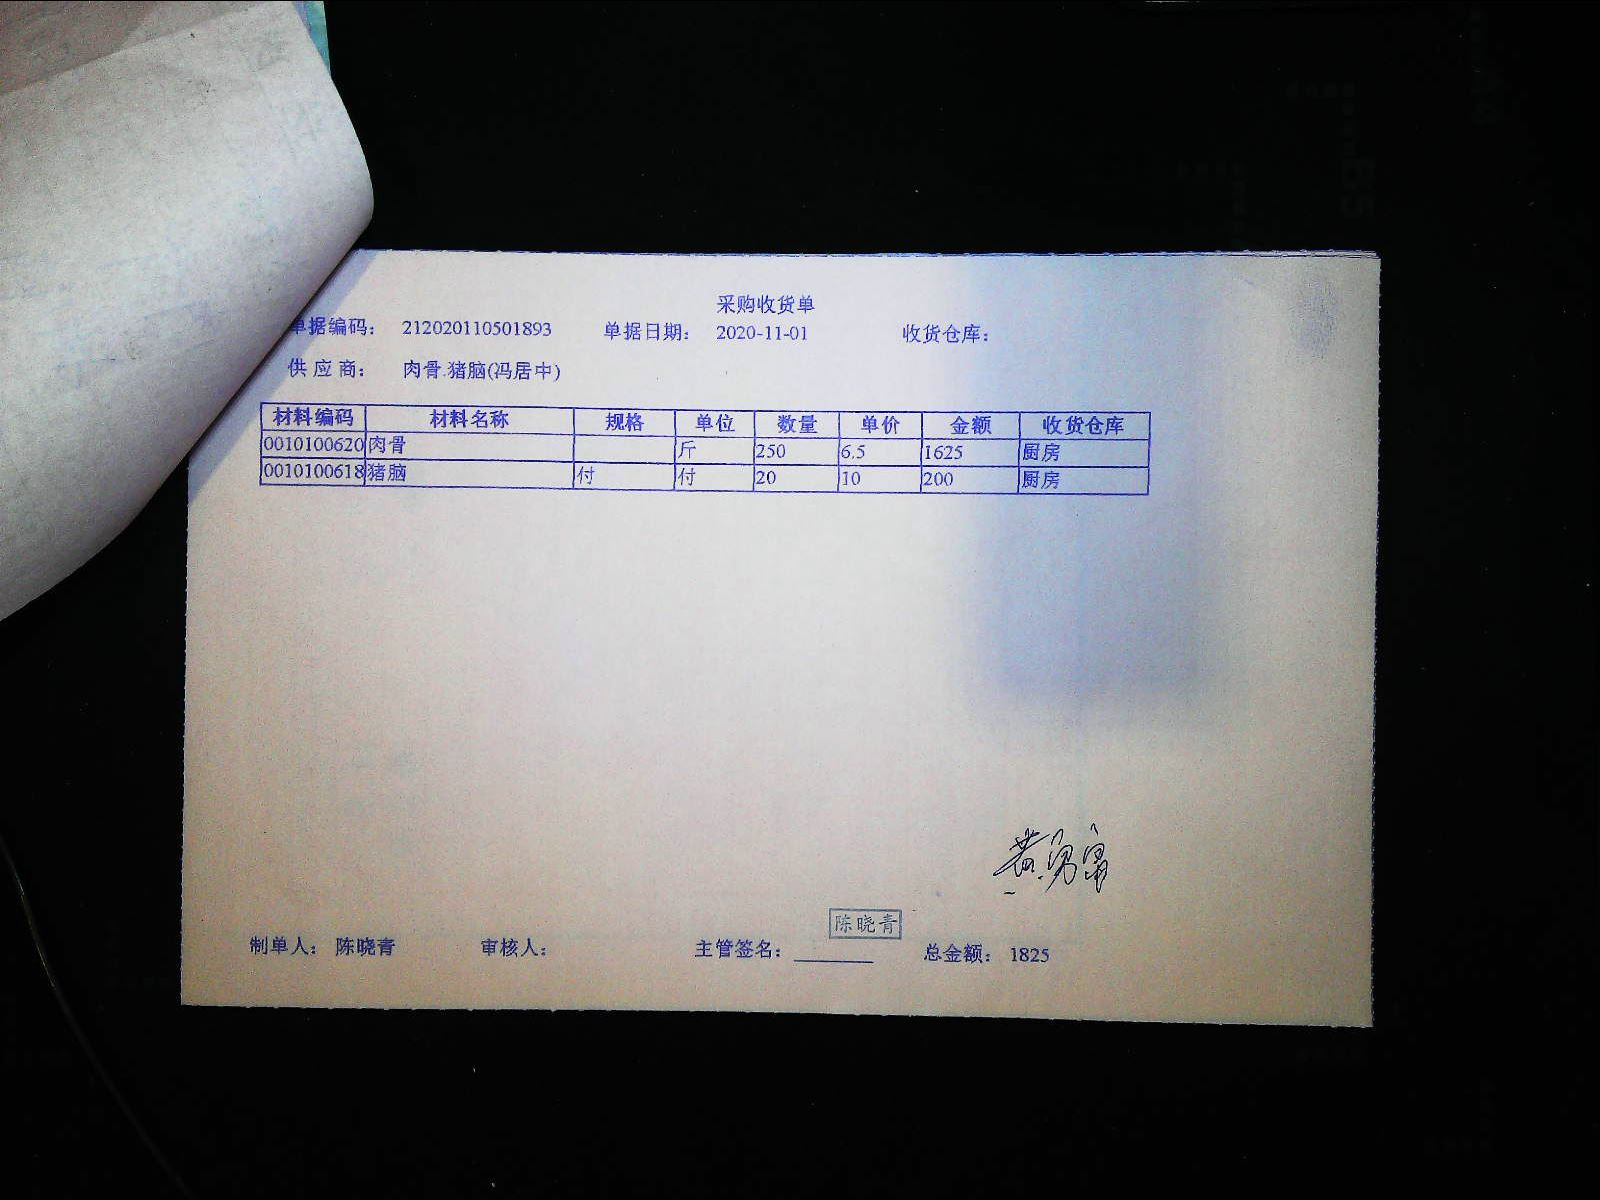 采购收货单
单据编码： 212020110501893 单据日期： 2020-11-01 收货仓库：
供应商： 肉骨.猪脑(冯居中)
材料编码 材料名称 规格 单位 数量 单价 金额 收货仓库
0010100620 肉骨 斤 250 6.5 1625 厨房
0010100618 猪脑 付 付 20 10 200 厨房
陈晓青
制单人： 陈晓青 审核人： 主管签名： 总金额： 1825